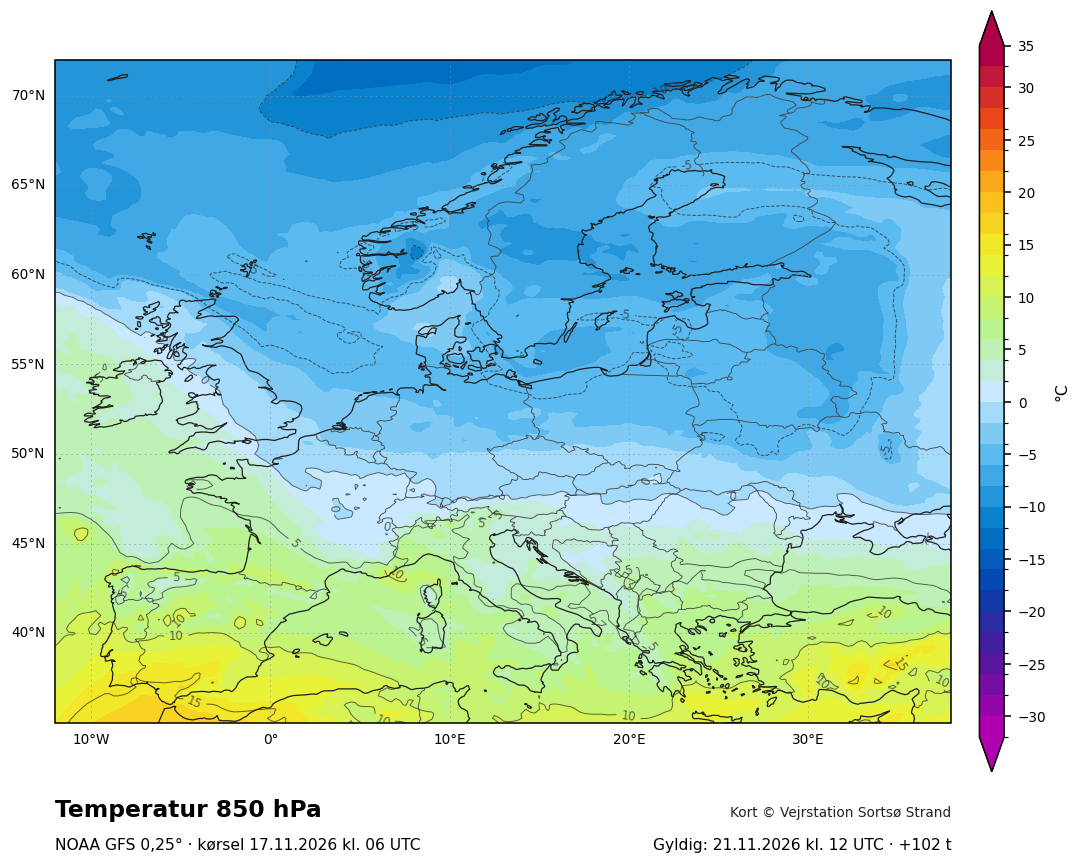 70°N
65°N
60°N
55°N
50°N
45°N
40°N
10°W
0°
10°E
20°E
30°E
35
30
25
20
15
10
5
0
−5
−10
−15
−20
−25
−30
°C
Temperatur 850 hPa
Kort © Vejrstation Sortsø Strand
NOAA GFS 0,25° · kørsel 17.11.2026 kl. 06 UTC
Gyldig: 21.11.2026 kl. 12 UTC · +102 t